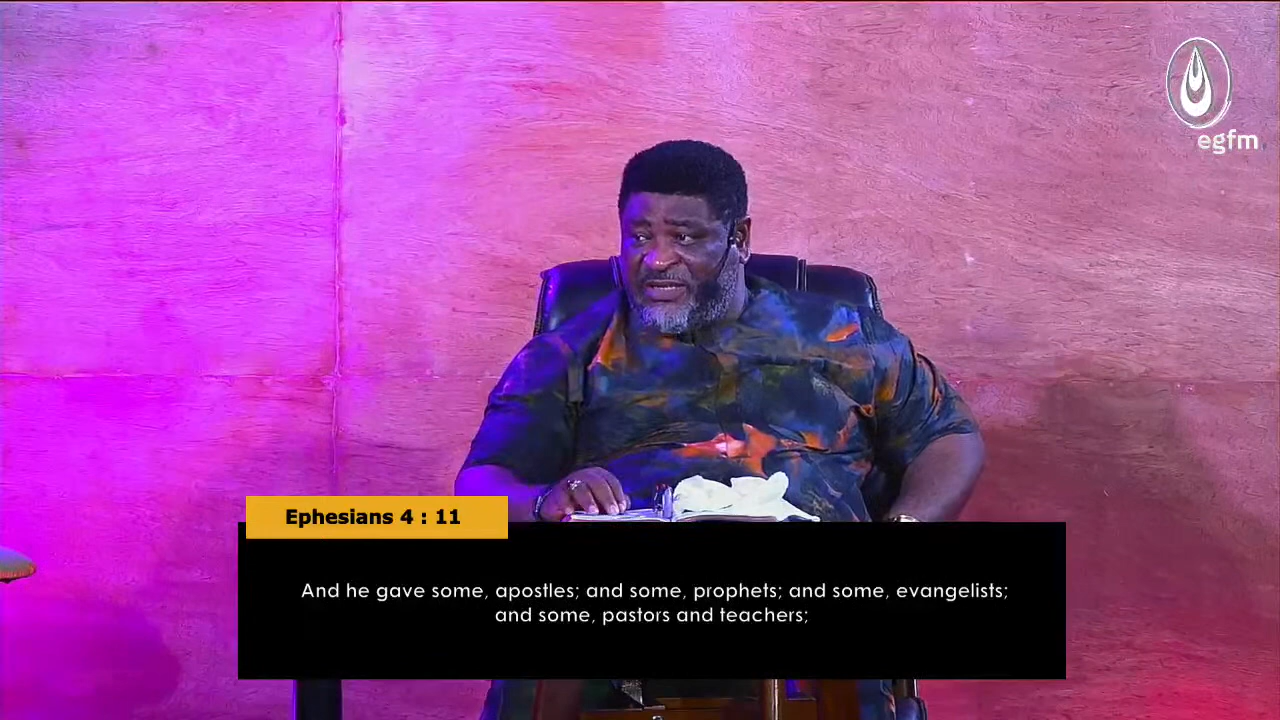 egfm
Ephesians 4 : 11
And he gave some, apostles; and some, prophets; and some, evangelists;
and some, pastors and teachers;